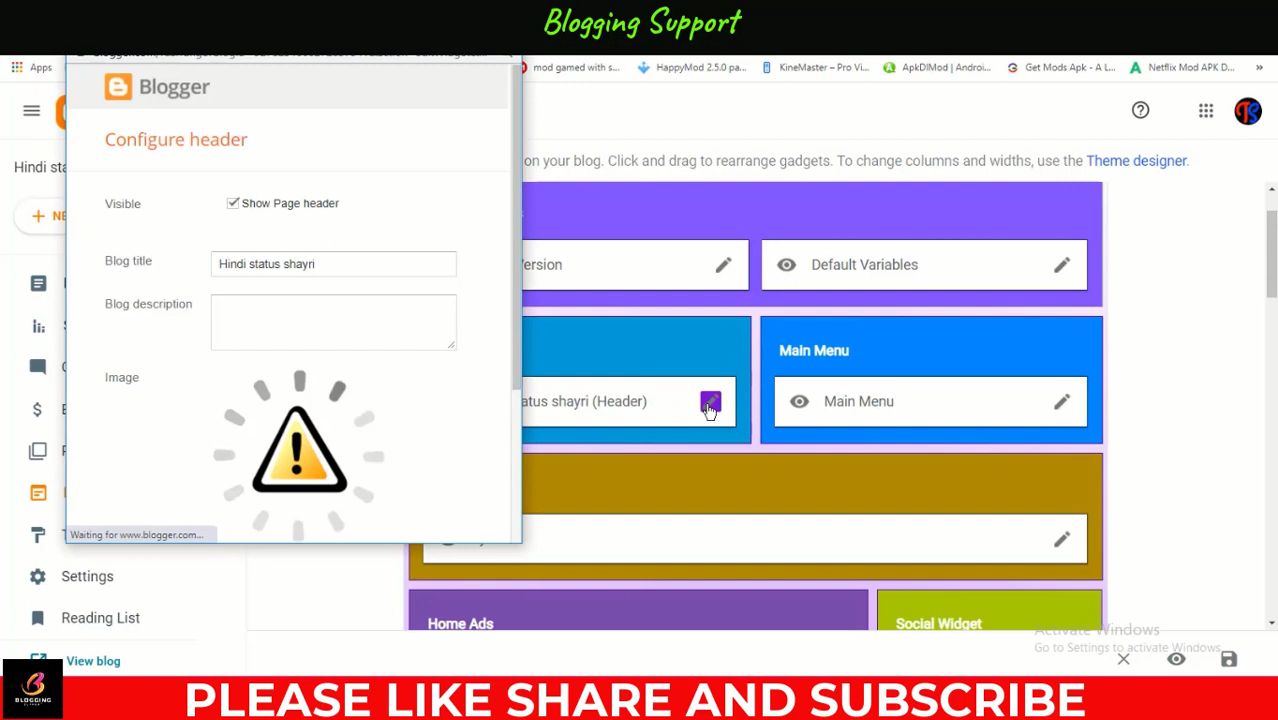 Blogging Support
Apps
mod gamed with s...
HappyMod 2.5.0 pa...
KineMaster – Pro Vi...
ApkDlMod | Androi...
Get Mods Apk - A L...
Netflix Mod APK D...
»
Blogger
Configure header
Hindi sta
on your blog. Click and drag to rearrange gadgets. To change columns and widths, use the Theme designer.
Visible
Show Page header
+ NE
Blog title
Hindi status shayri
ersion
Default Variables
Blog description
Main Menu
Image
atus shayri (Header)
Main Menu
Waiting for www.blogger.com...
Settings
Reading List
Home Ads
Social Widget
View blog
Activate Windows
Go to Settings to activate Windows.
BLOGGING
PLEASE LIKE SHARE AND SUBSCRIBE